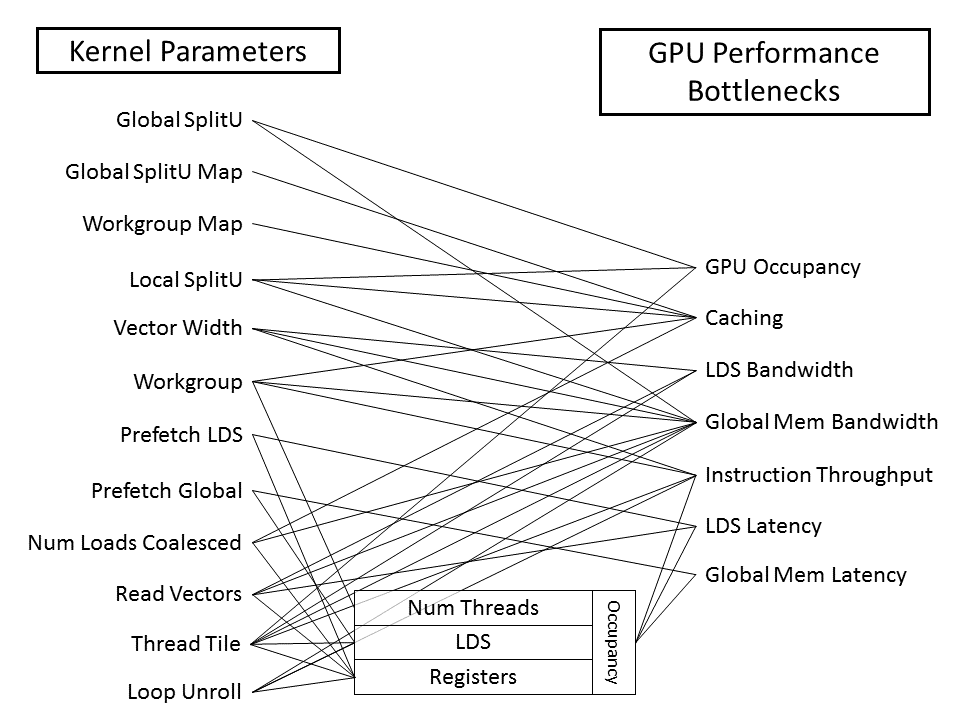 Kernel Parameters
GPU Performance
Bottlenecks
Global SplitU
Global SplitU Map
Workgroup Map
Local SplitU
Vector Width
Workgroup
Prefetch LDS
Prefetch Global
Num Loads Coalesced
Read Vectors
Thread Tile
Loop Unroll
GPU Occupancy
Caching
LDS Bandwidth
Global Mem Bandwidth
Instruction Throughput
LDS Latency
Global Mem Latency
Num Threads
LDS
Registers
Occupancy